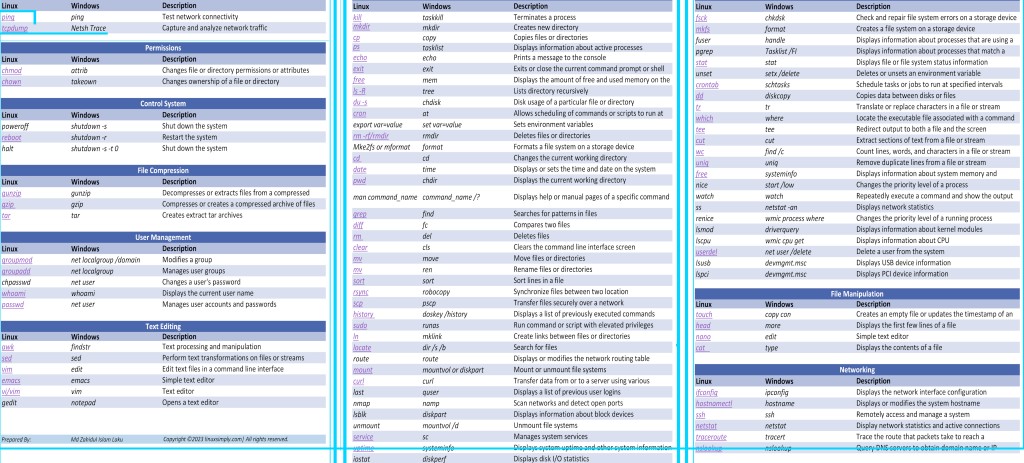 Linux Windows Description
ping ping Test network connectivity
tcpdump Netsh Trace Capture and analyze network traffic
Permissions
Linux Windows Description
chmod attrib Changes file or directory permissions or attributes
chown takeown Changes ownership of a file or directory
Control System
Linux Windows Description
poweroff shutdown -s Shut down the system
reboot shutdown -r Restart the system
halt shutdown -s -t 0 Shut down the system
File Compression
Linux Windows Description
gunzip gunzip Decompresses or extracts files from a compressed
gzip gzip Compresses or creates a compressed archive of files
tar tar Creates extract tar archives
User Management
Linux Windows Description
groupmod net localgroup /domain Modifies a group
groupadd net localgroup Manages user groups
chpasswd net user Changes a user's password
whoami whoami Displays the current user name
passwd net user Manages user accounts and passwords
Text Editing
Linux Windows Description
awk findstr Text processing and manipulation
sed sed Perform text transformations on files or streams
vim edit Edit text files in a command line interface
emacs emacs Simple text editor
vi/vim vim Text editor
gedit notepad Opens a text editor
Prepared By: Md Zahidul Islam Laku Copyright ©2023 linuxsimply.com| All rights reserved.
Linux Windows Description
kill taskkill Terminates a process
mkdir mkdir Creates new directory
cp copy Copies files or directories
ps tasklist Displays information about active processes
echo echo Prints a message to the console
exit exit Exits or close the current command prompt or shell
free mem Displays the amount of free and used memory on the
ls -R tree Lists directory recursively
du -s chdisk Disk usage of a particular file or directory
cron at Allows scheduling of commands or scripts to run at
export var=value set var=value Sets environment variables
rm -rf/rmdir rmdir Deletes files or directories
Mke2fs or mformat format Formats a file system on a storage device
cd cd Changes the current working directory
date time Displays or sets the time and date on the system
pwd chdir Displays the current working directory
man command_name command_name /? Displays help or manual pages of a specific command
grep find Searches for patterns in files
diff fc Compares two files
rm del Deletes files
clear cls Clears the command line interface screen
mv move Move files or directories
mv ren Rename files or directories
sort sort Sort lines in a file
rsync robocopy Synchronize files between two location
scp pscp Transfer files securely over a network
history doskey /history Displays a list of previously executed commands
sudo runas Run command or script with elevated privileges
ln mklink Create links between files or directories
locate dir /s /b Search for files
route route Displays or modifies the network routing table
mount mountvol or diskpart Mount or unmount file systems
curl curl Transfer data from or to a server using various
last quser Displays a list of previous user logins
nmap namp Scan networks and detect open ports
lsblk diskpart Displays information about block devices
unmount mountvol /d Unmount file systems
service sc Manages system services
uptime systeminfo Displays system uptime and other system information
iostat diskperf Displays disk I/O statistics
Linux Windows Description
fsck chkdsk Check and repair file system errors on a storage device
mkfs format Creates a file system on a storage device
fuser handle Displays information about processes that are using a
pgrep Tasklist /FI Displays information about processes that match a
stat stat Displays file or file system status information
unset setx /delete Deletes or unsets an environment variable
crontab schtasks Schedule tasks or jobs to run at specified intervals
dd diskcopy Copies data between disks or files
tr tr Translate or replace characters in a file or stream
which where Locate the executable file associated with a command
tee tee Redirect output to both a file and the screen
cut cut Extract sections of text from a file or stream
wc find /c Count lines, words, and characters in a file or stream
uniq uniq Remove duplicate lines from a file or stream
free systeminfo Displays information about system memory and
nice start /low Changes the priority level of a process
watch watch Repeatedly execute a command and show the output
ss netstat -an Displays network statistics
renice wmic process where Changes the priority level of a running process
lsmod driverquery Displays information about kernel modules
lscpu wmic cpu get Displays information about CPU
userdel net user /delete Delete a user from the system
lsusb devmgmt.msc Displays USB device information
lspci devmgmt.msc Displays PCI device information
File Manipulation
Linux Windows Description
touch copy con Creates an empty file or updates the timestamp of an
head more Displays the first few lines of a file
nano edit Simple text editor
cat type Displays the contents of a file
Networking
Linux Windows Description
ifconfig ipconfig Displays the network interface configuration
hostnamectl hostname Displays or modifies the system hostname
ssh ssh Remotely access and manage a system
netstat netstat Display network statistics and active connections
traceroute tracert Trace the route that packets take to reach a
nslookup nslookup Query DNS servers to obtain domain name or IP